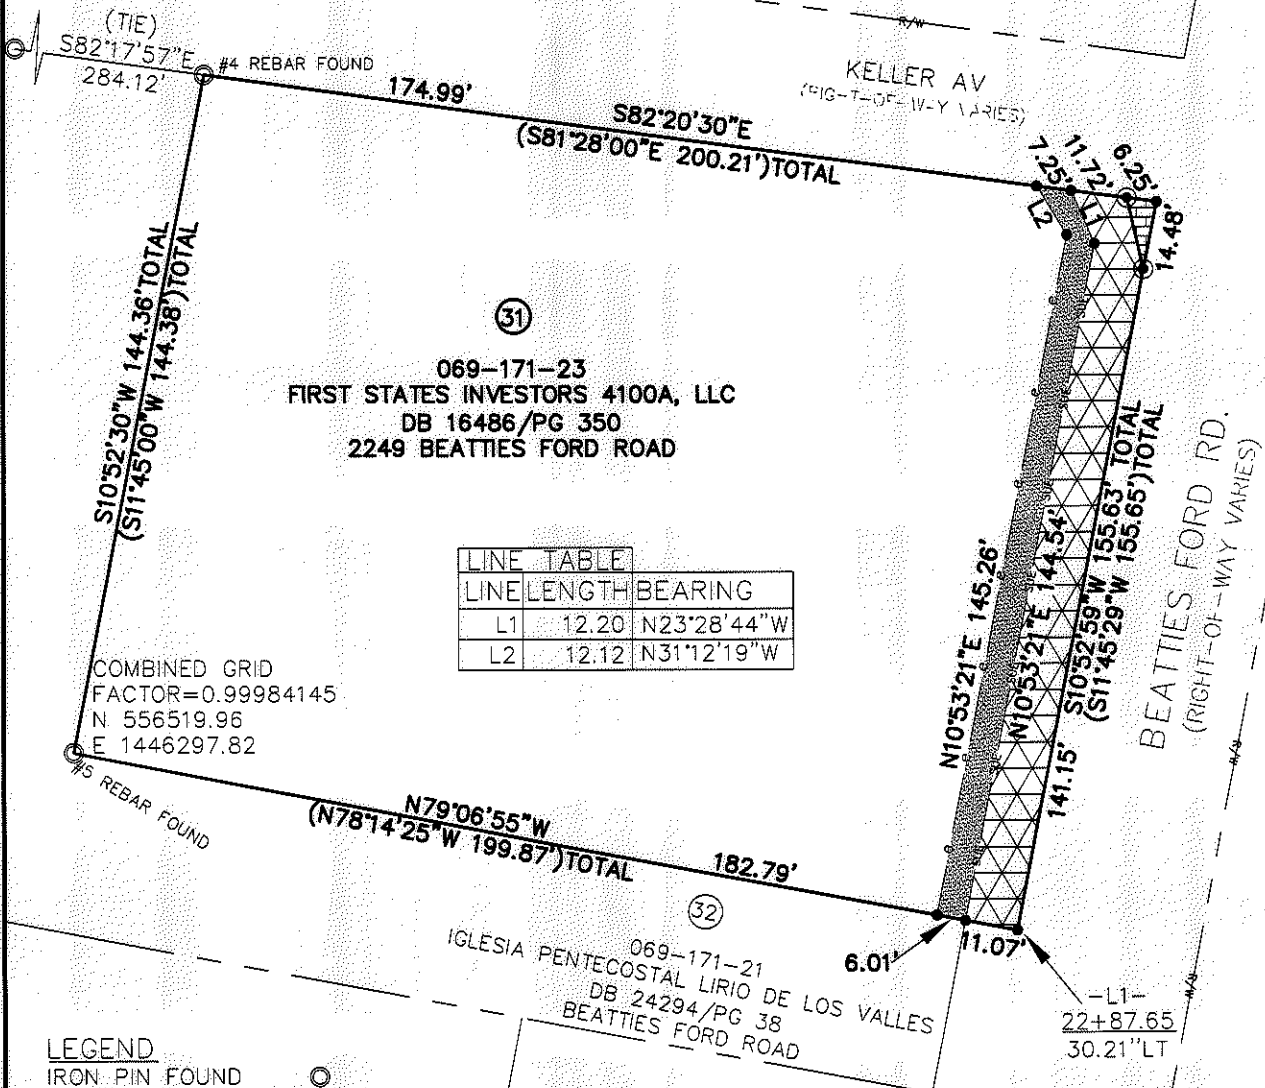 (TIE)
S82°17'57"E
284.12'
#4 REBAR FOUND
174.99'
R/W
KELLER AV
S82°20'30"E
(S81°28'00"E 200.21')TOTAL
7.25'
11.72'
6.25'
L2
L1
14.48'
S10°52'30"W 144.36'TOTAL
(S11°45'00"W 144.38')TOTAL
31
069-171-23
FIRST STATES INVESTORS 4100A, LLC
DB 16486/PG 350
2249 BEATTIES FORD ROAD
LINE TABLE
LINE LENGTH BEARING
L1 12.20 N23°28'44"W
L2 12.12 N31°12'19"W
N10°53'21"E 145.26'
N10°53'21"E 144.54'
S10°52'59"W 155.63' TOTAL
(S11°45'29"W 155.65')TOTAL
141.15'
BEATTIES FORD RD.
(RIGHT-OF-WAY VARIES)
R/W
COMBINED GRID
FACTOR=0.99984145
N 556519.96
E 1446297.82
#5 REBAR FOUND
N79°06'55"W
(N78°14'25"W 199.87')TOTAL
182.79'
32
069-171-21
IGLESIA PENTECOSTAL LIRIO DE LOS VALLES
DB 24294/PG 38
BEATTIES FORD ROAD
6.01'
11.07'
R/W
-L1-
22+87.65
30.21"LT
LEGEND
IRON PIN FOUND